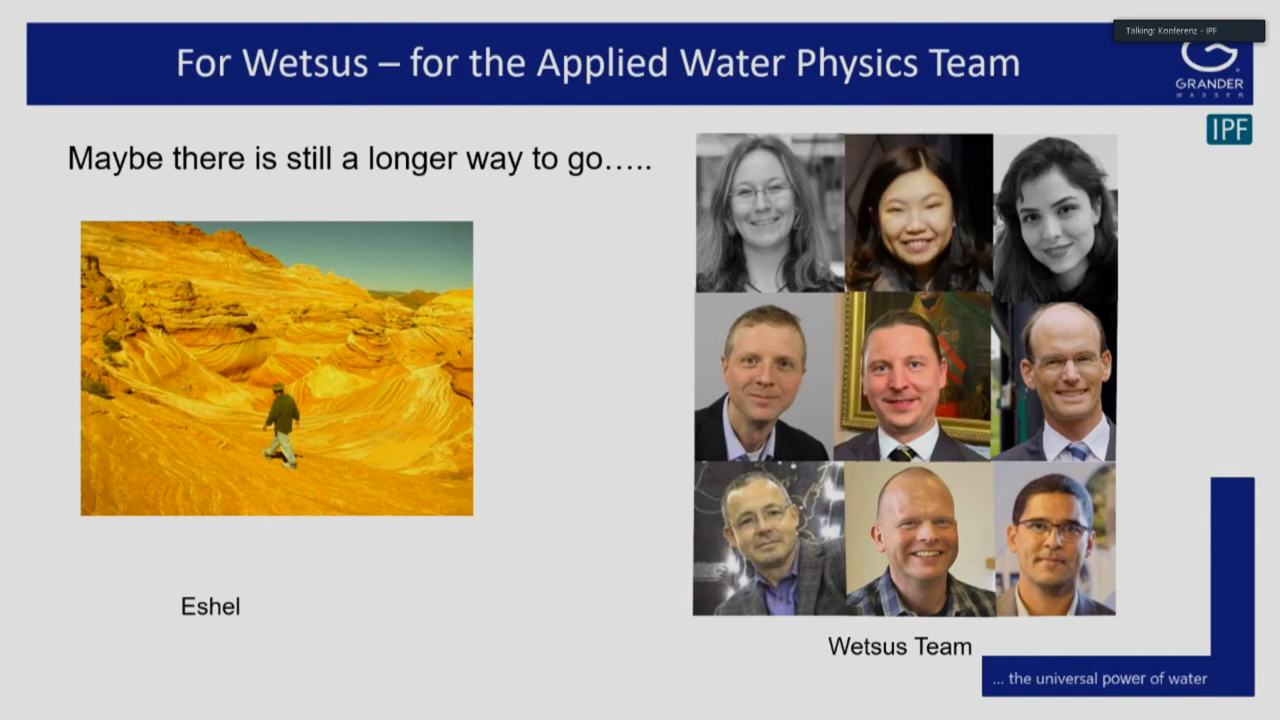 Talking: Konferenz - IPF
For Wetsus – for the Applied Water Physics Team
GRANDER
WASSER
IPF
Maybe there is still a longer way to go…..
Eshel
Wetsus Team
... the universal power of water